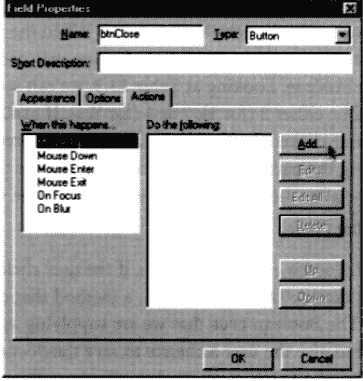 Field Properties
Name: btnClose Type: Button
Short Description:
Appearance Options Actions
When this happens... Do the following:
Mouse Down
Mouse Enter
Mouse Exit
On Focus
On Blur
Add...
Edit...
Edit All...
Delete
Up
Down
OK Cancel